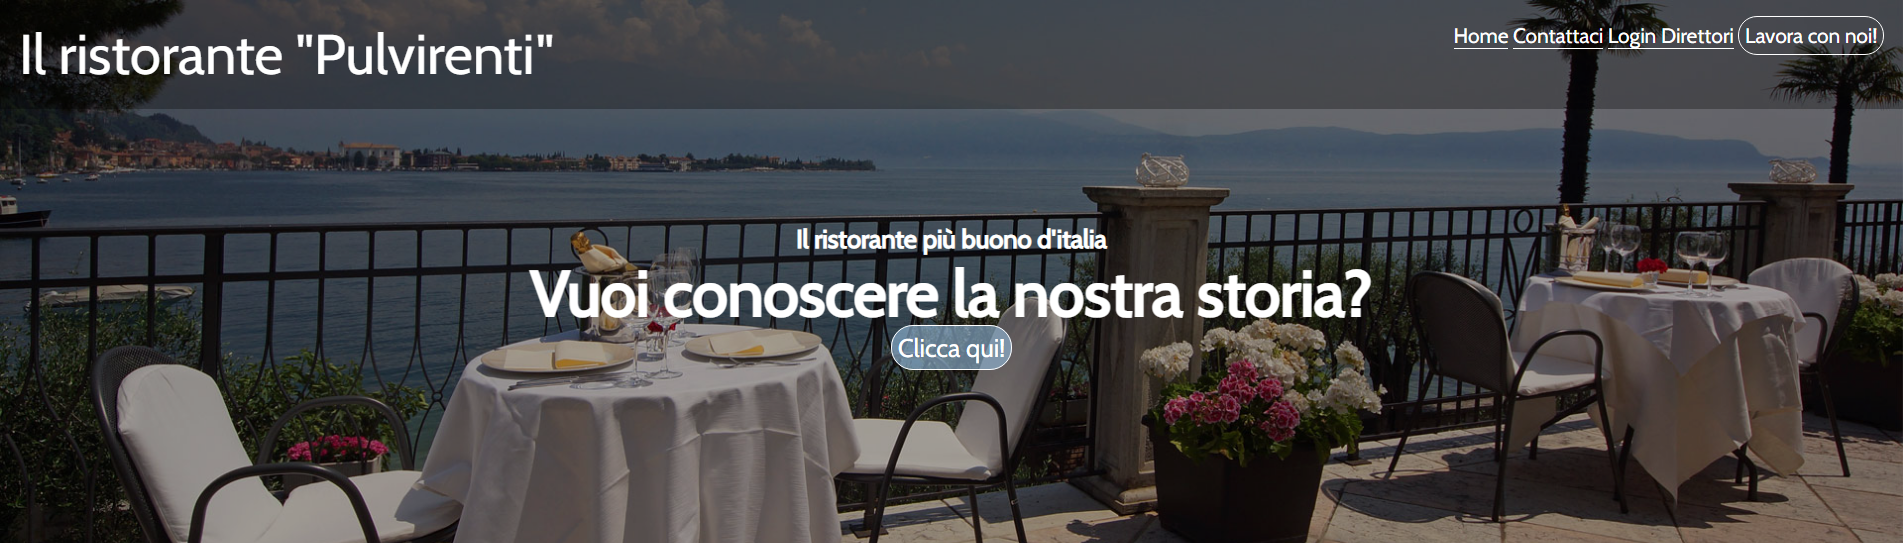 Il ristorante "Pulvirenti"
Home Contattaci Login Direttori Lavora con noi!
Il ristorante più buono d'italia
Vuoi conoscere la nostra storia?
Clicca qui!